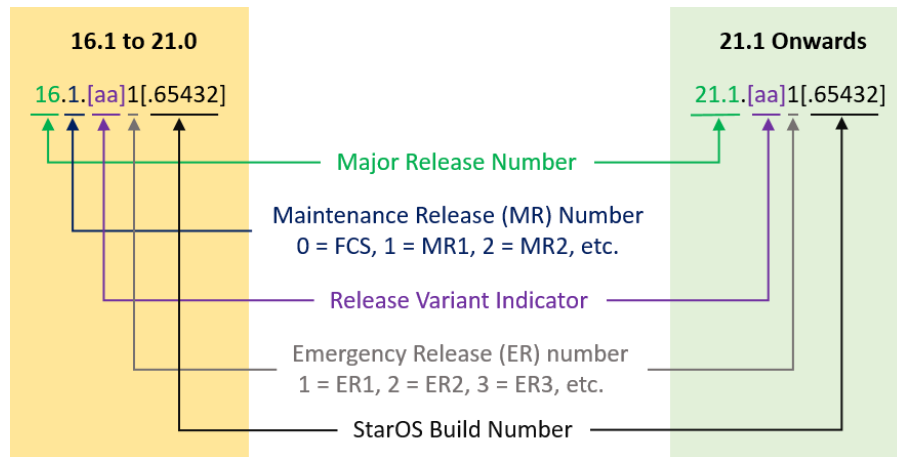 16.1 to 21.0
21.1 Onwards
16.1.[aa]1[.65432]
21.1.[aa]1[.65432]
Major Release Number
Maintenance Release (MR) Number
0 = FCS, 1 = MR1, 2 = MR2, etc.
Release Variant Indicator
Emergency Release (ER) number
1 = ER1, 2 = ER2, 3 = ER3, etc.
StarOS Build Number